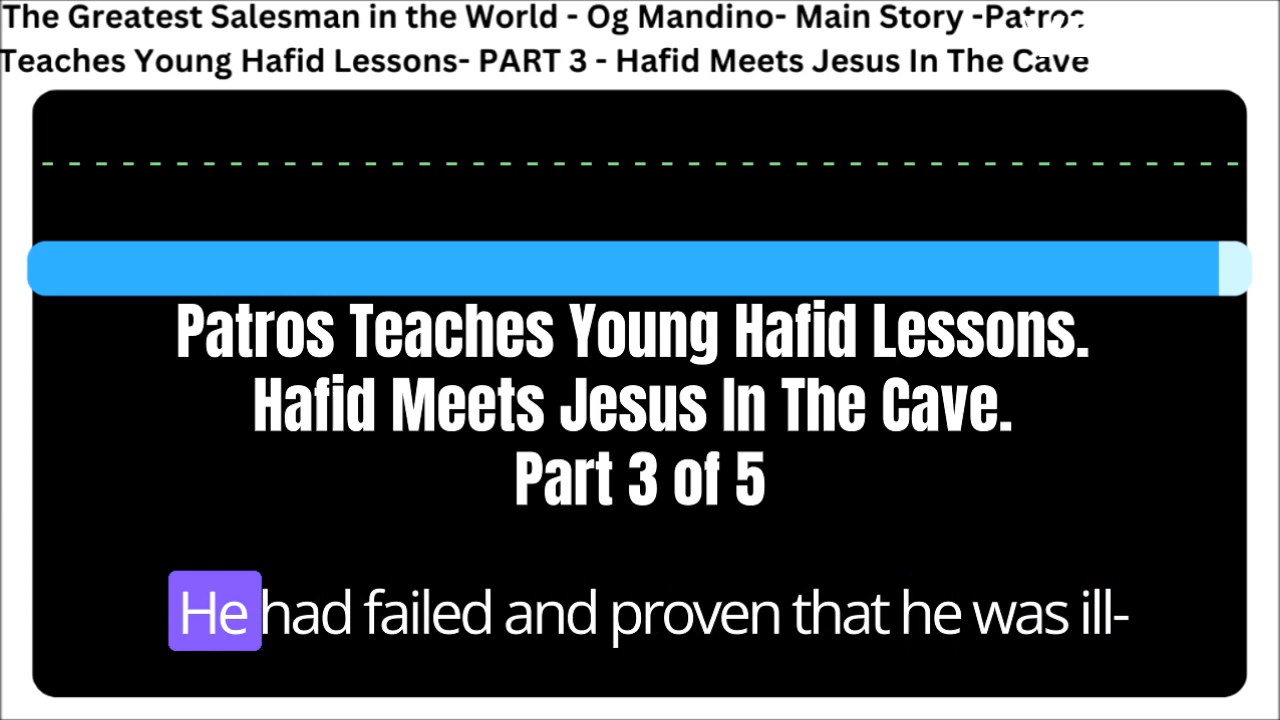 The Greatest Salesman in the World - Og Mandino- Main Story -Patros
Teaches Young Hafid Lessons- PART 3 - Hafid Meets Jesus In The Cave
Patros Teaches Young Hafid Lessons.
Hafid Meets Jesus In The Cave.
Part 3 of 5
He had failed and proven that he was ill-